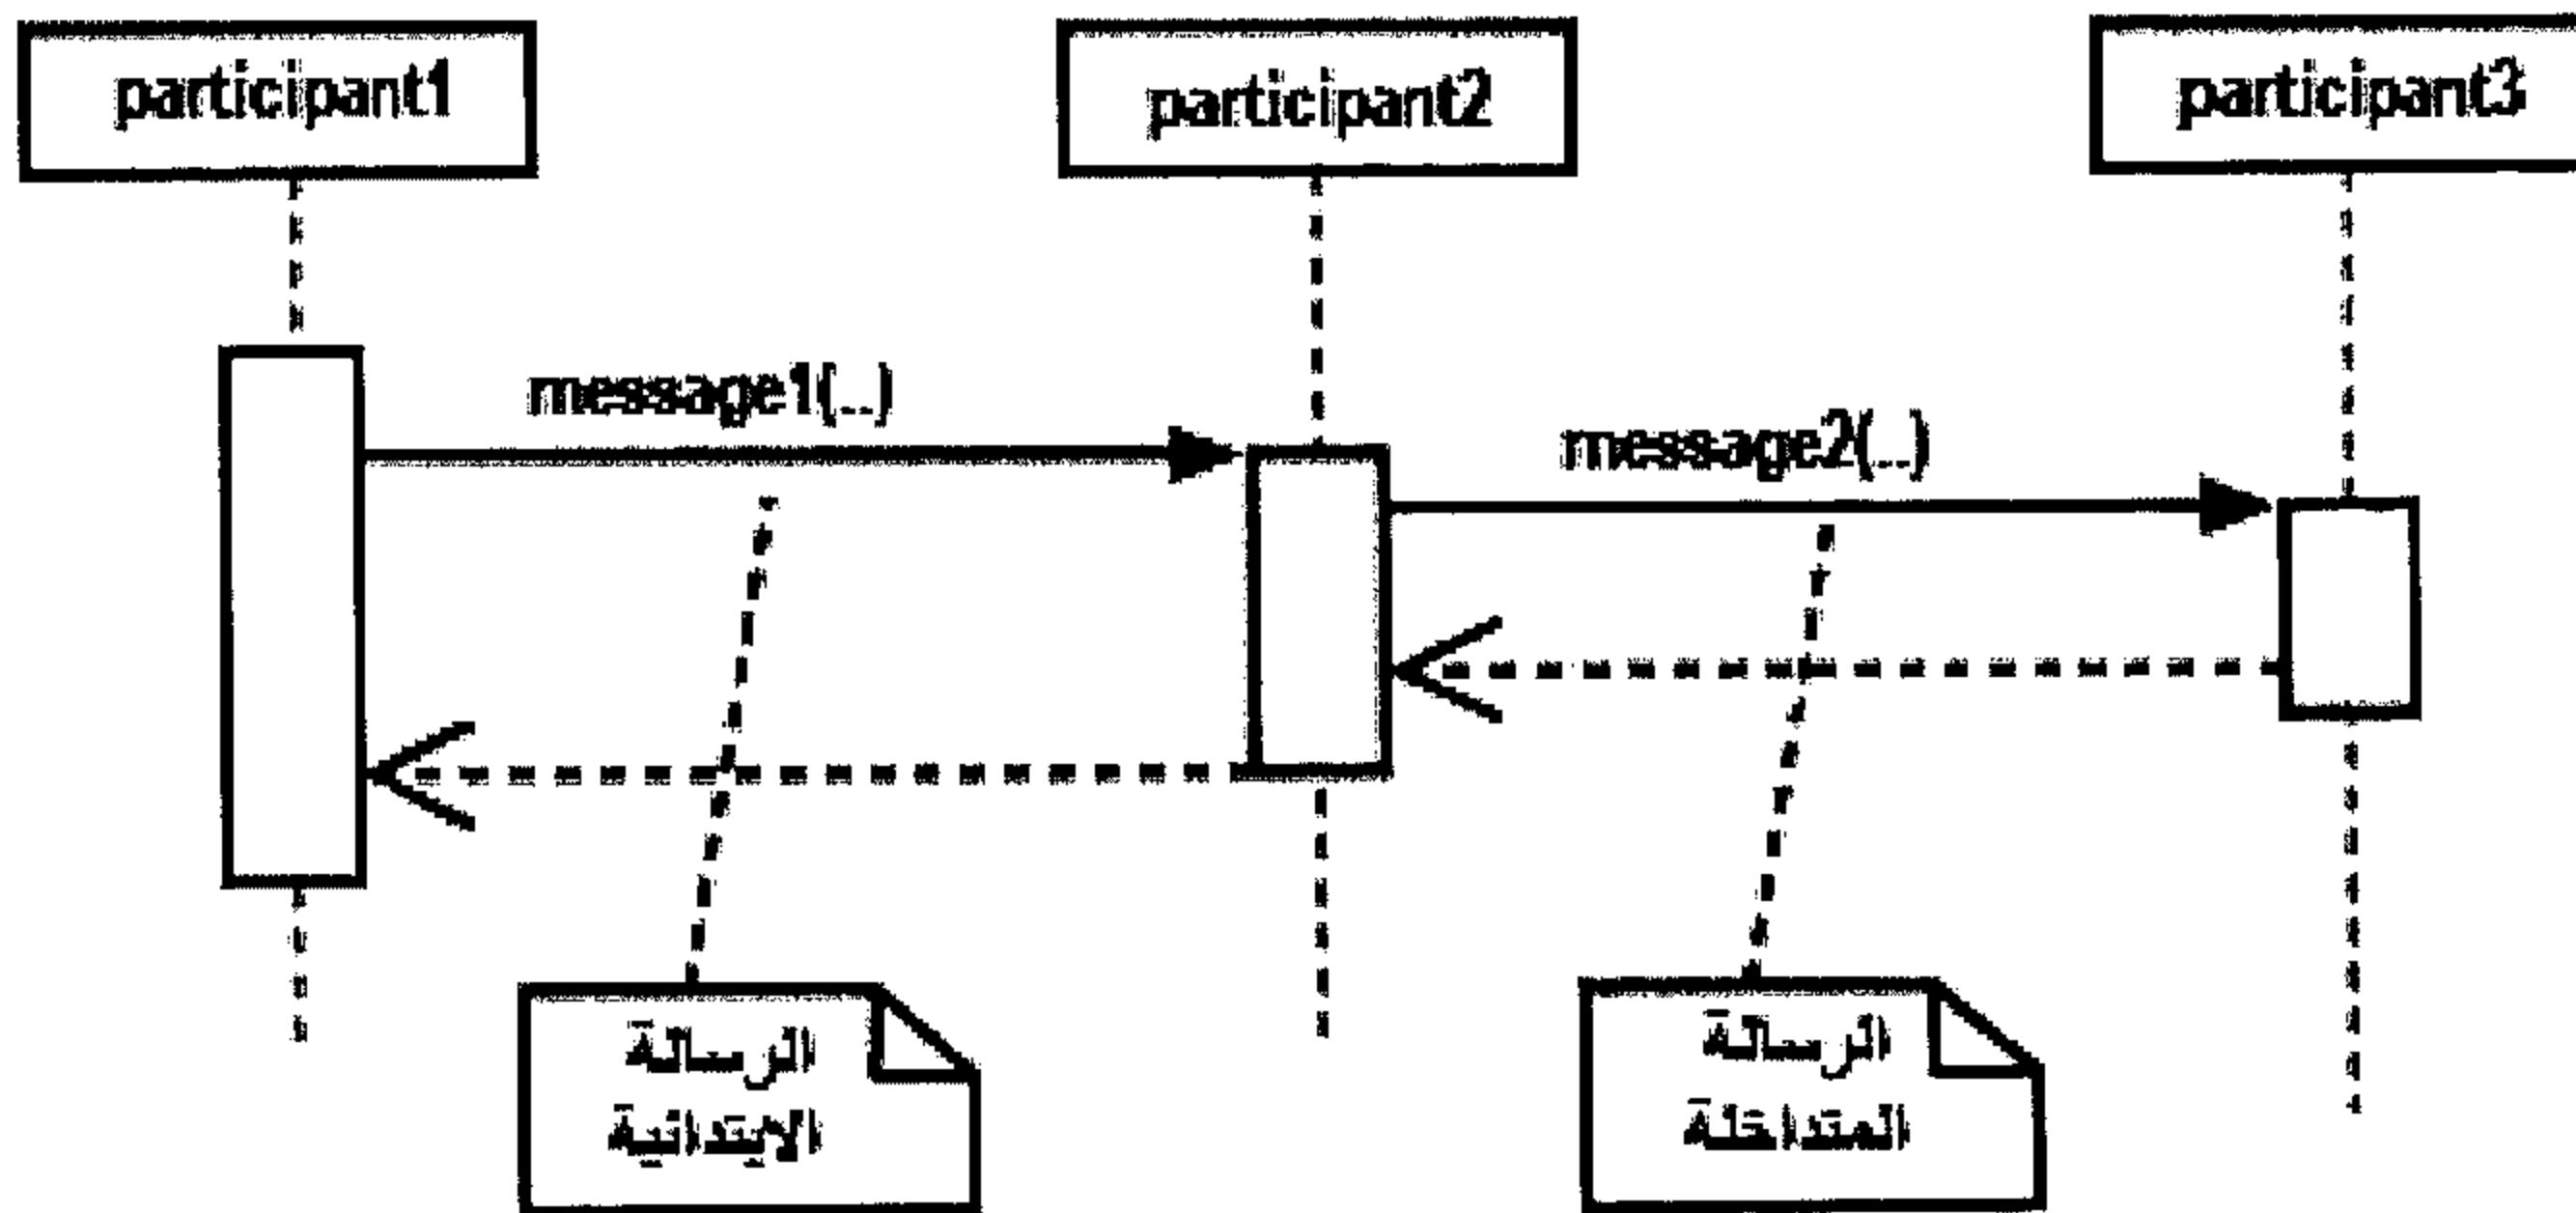 participant1
participant2
participant3
message1(..)
message2(..)
الرسالة
الابتدائية
الرسالة
المتداخلة